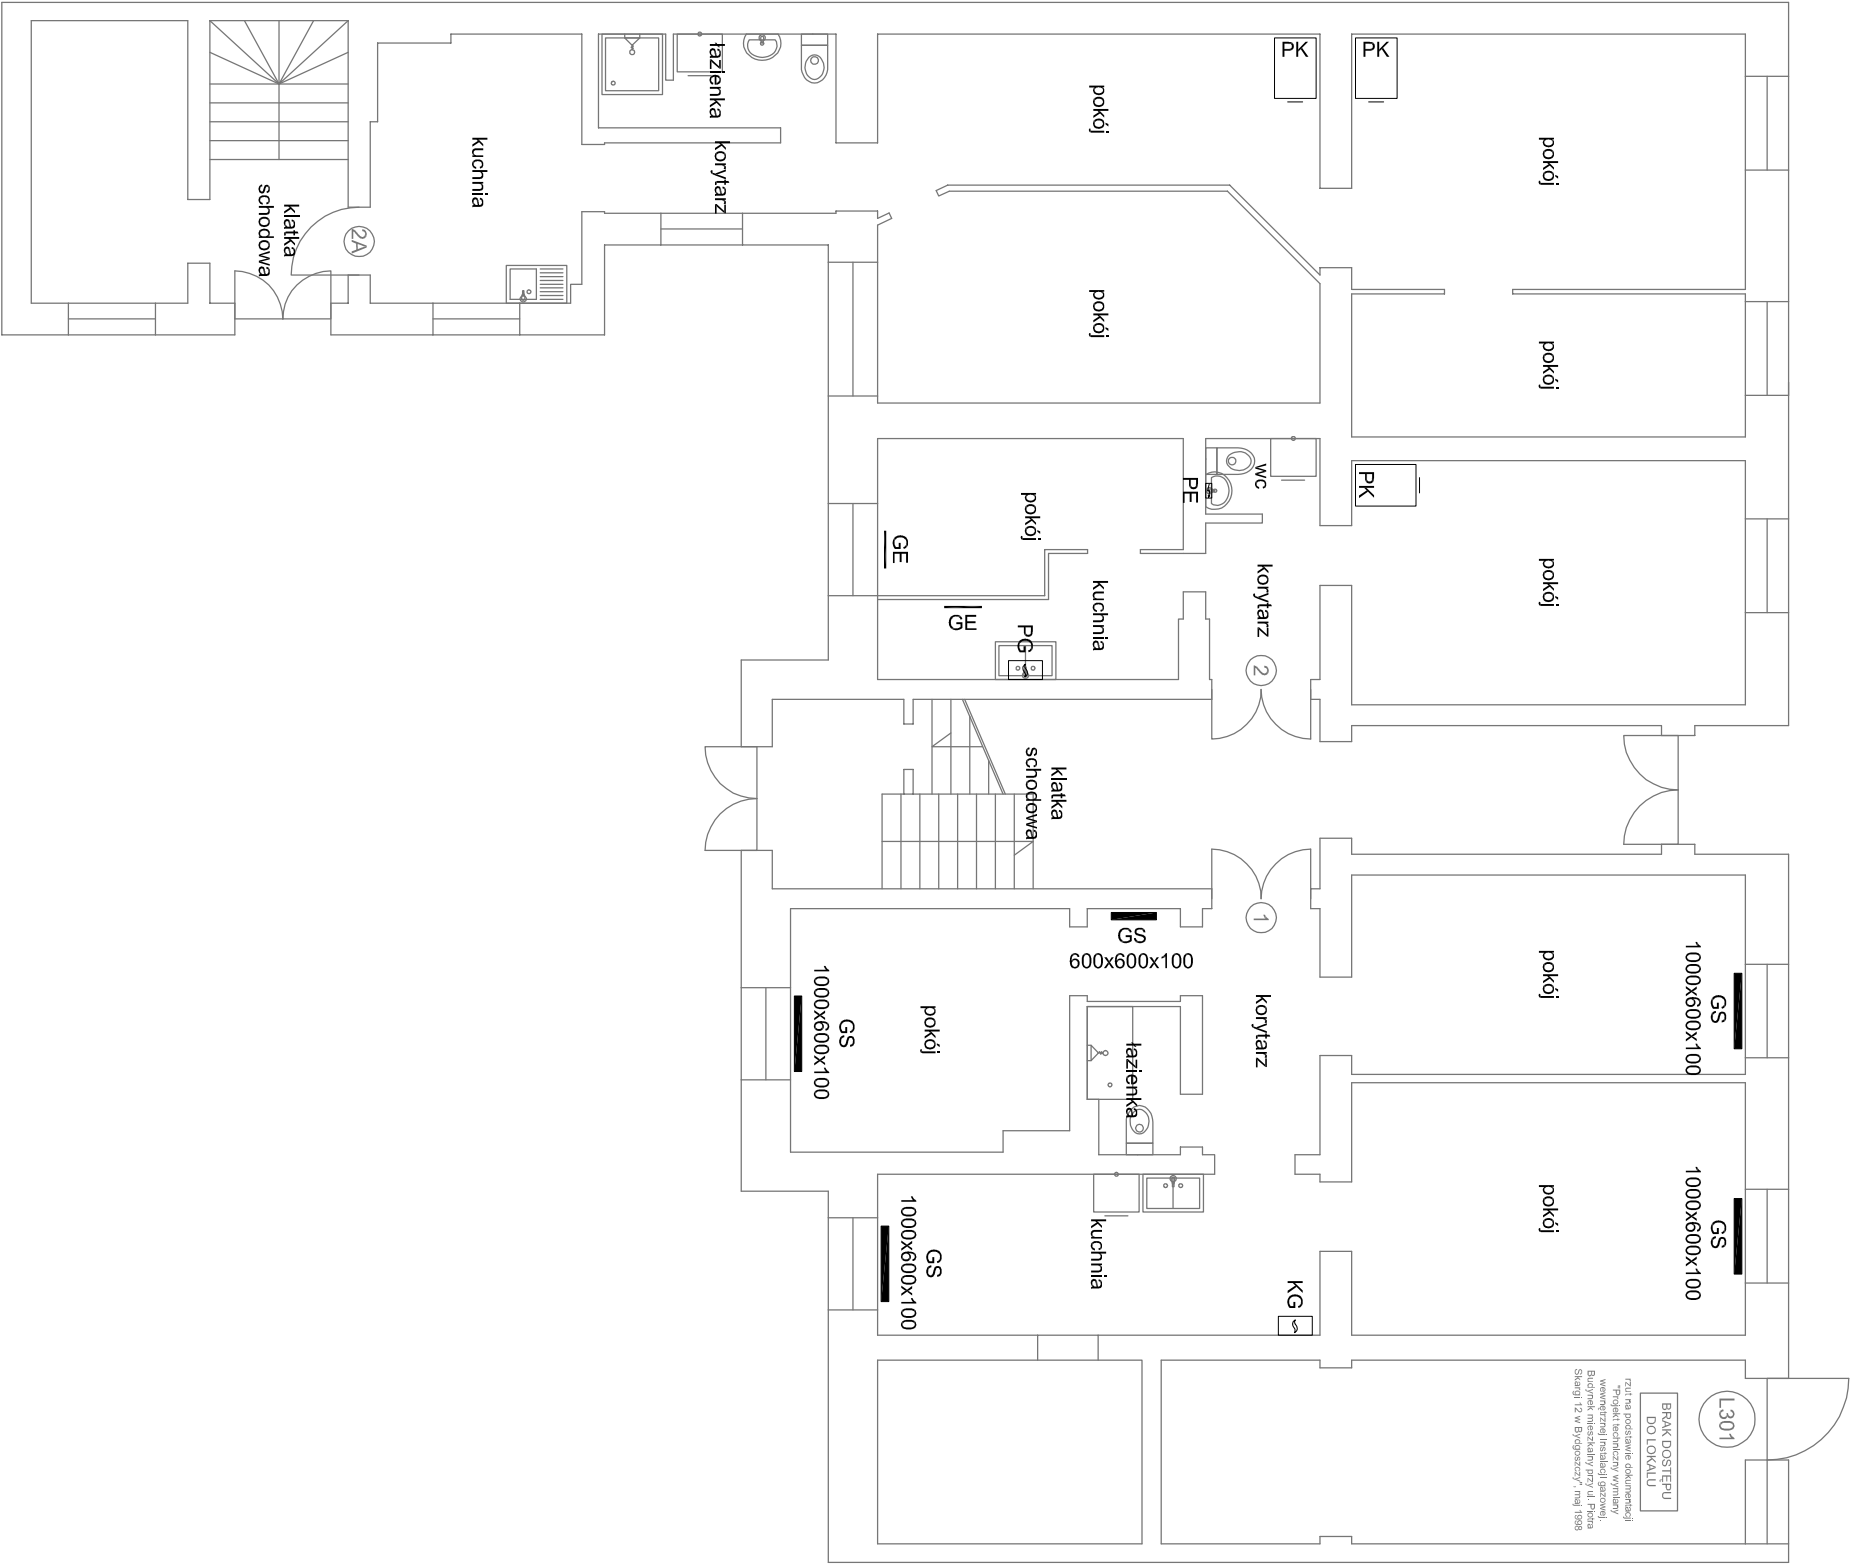 PK
PK
łazienka
pokój
kuchnia
korytarz
pokój
klatka
schodowa
2A
pokój
pokój
PK
wc
PE
pokój
GE
kuchnia
korytarz
pokój
GE
PG
2
klatka
schodowa
1
GS
600x600x100
pokój
GS
1000x600x100
korytarz
pokój
GS
1000x600x100
łazienka
pokój
GS
1000x600x100
kuchnia
GS
1000x600x100
KG
L301
BRAK DOSTĘPU
DO LOKALU
rzut na podstawie dokumentacji
"Projekt techniczny wymiany
wewnętrznej instalacji gazowej.
Budynek mieszkalny przy ul. Piotra
Skargi 12 w Bydgoszczy", maj 1998